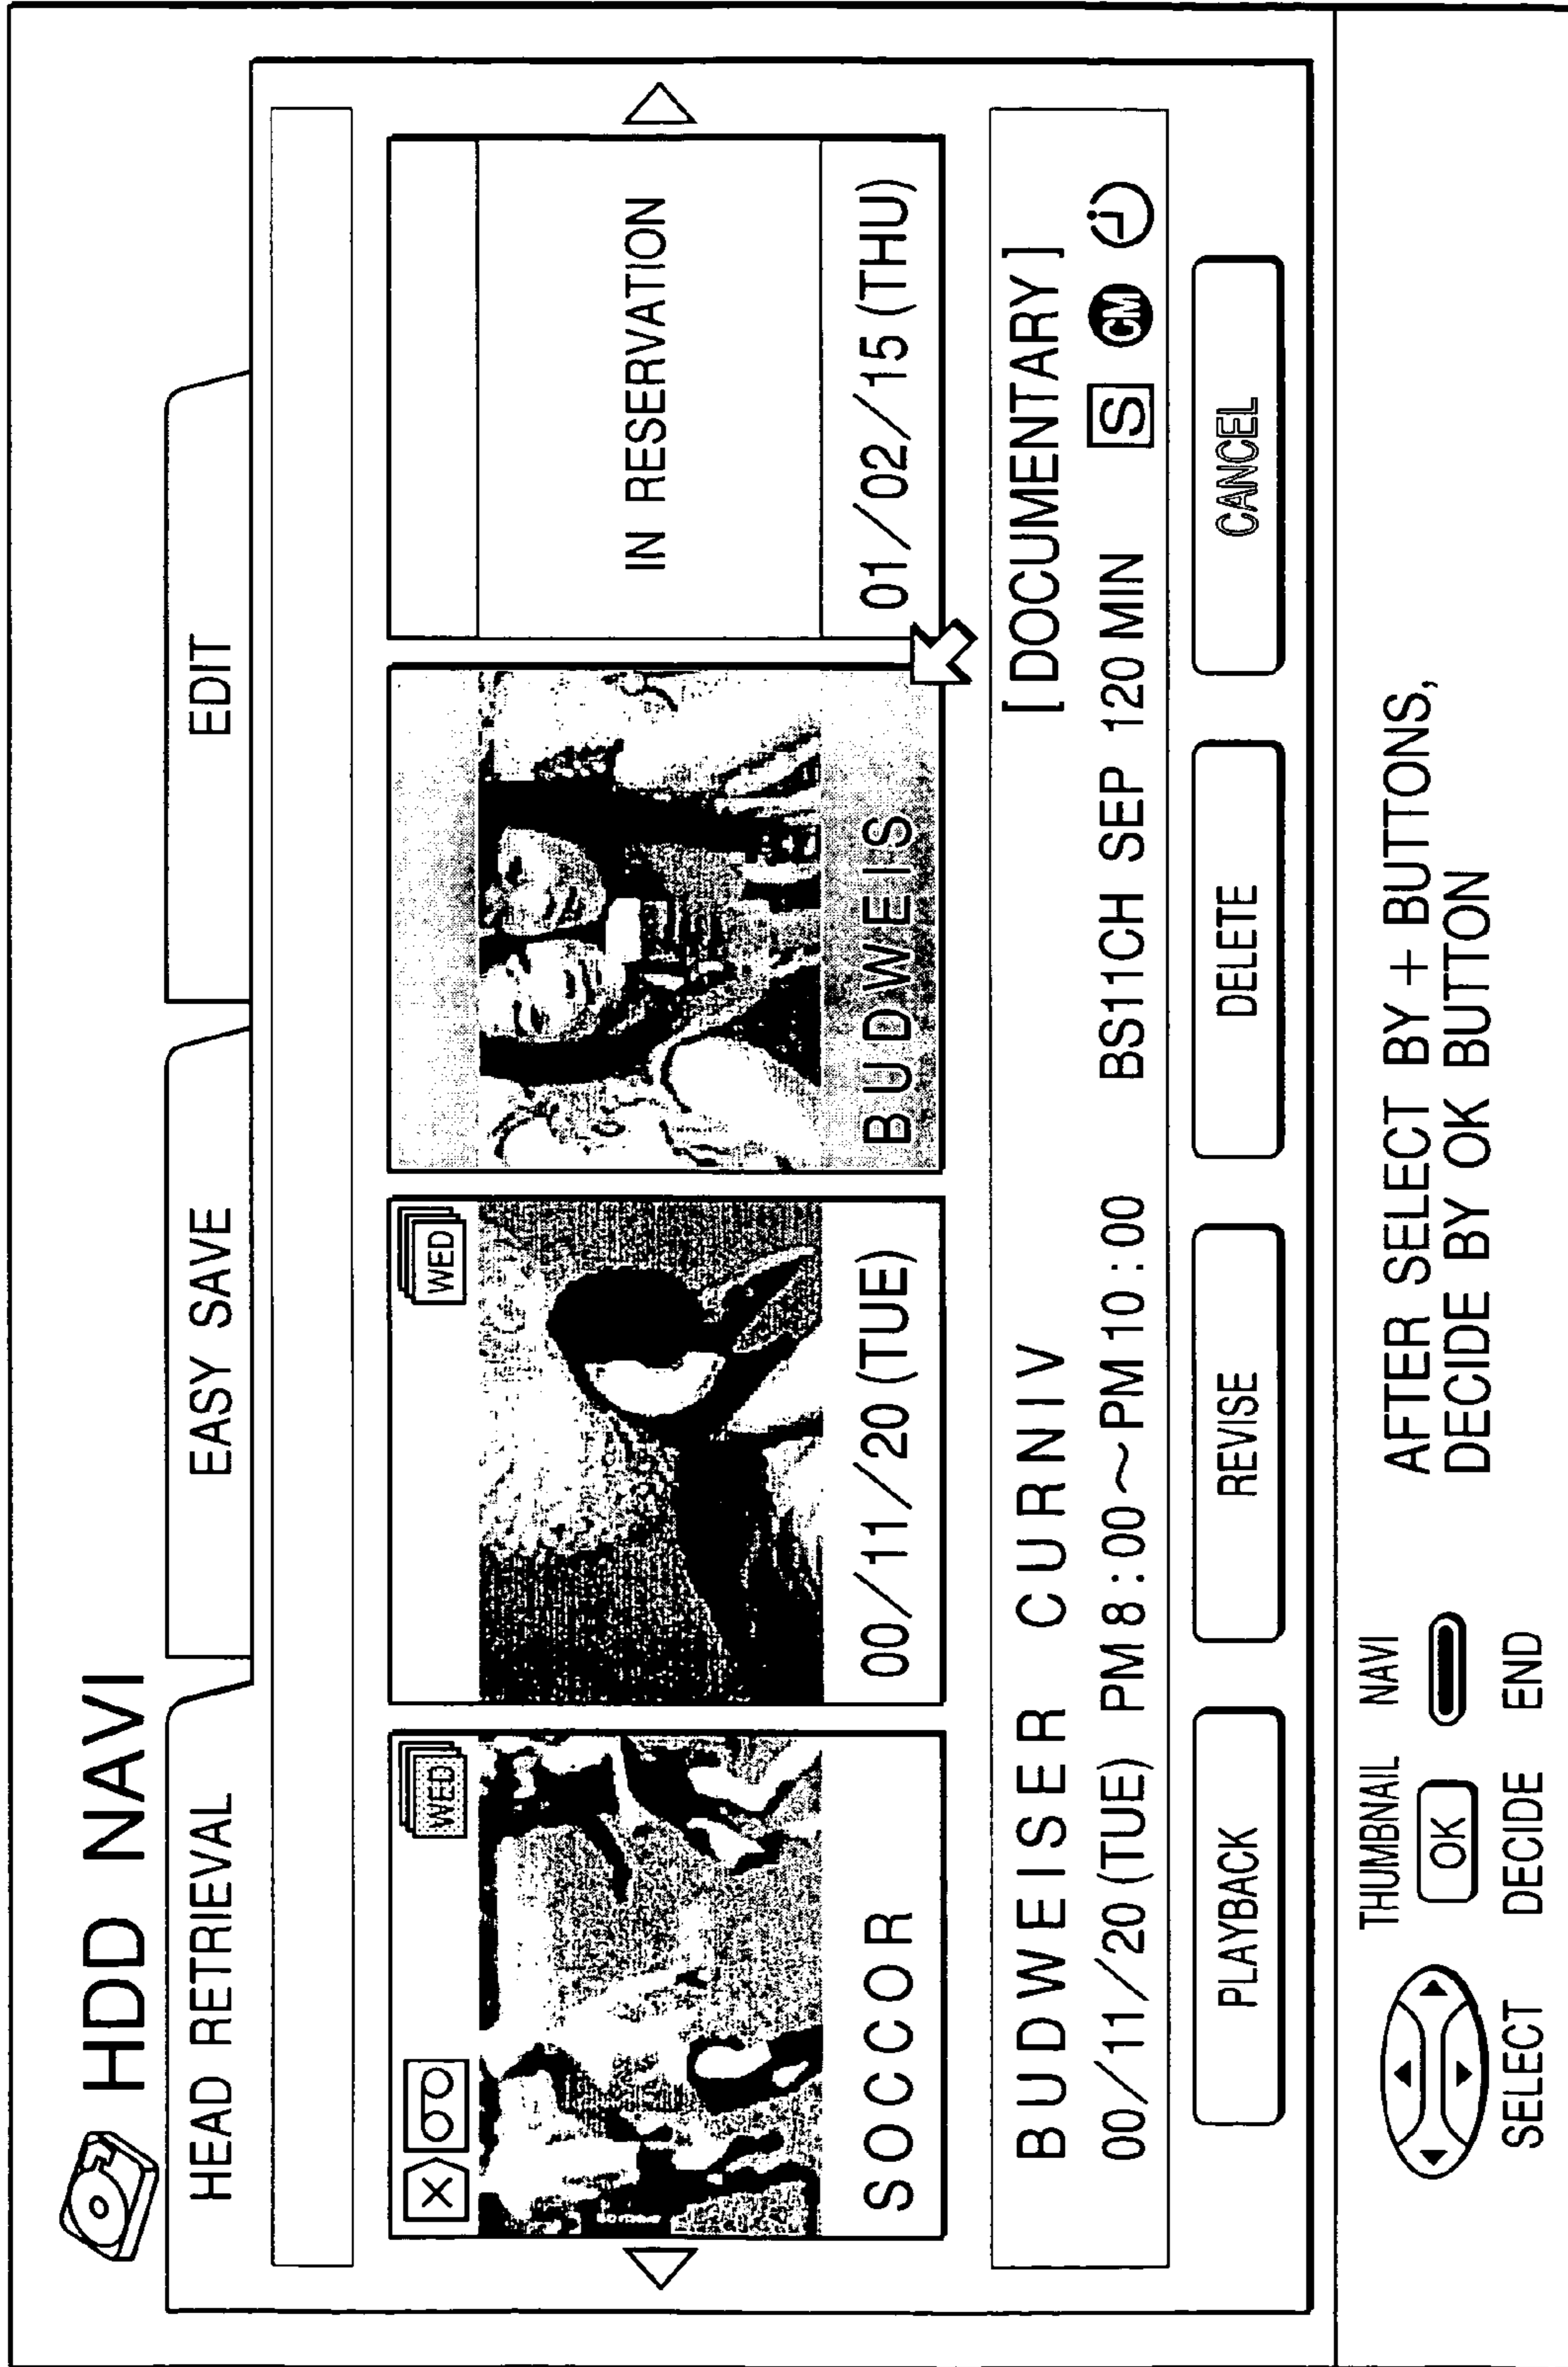 HDD NAVI
HEAD RETRIEVAL
EASY SAVE
EDIT
WED
SOCCOR
WED
00/11/20 (TUE)
BUDWEIS
IN RESERVATION
01/02/15 (THU)
BUDWEISER CURNIV [DOCUMENTARY]
00/11/20 (TUE) PM 8:00~PM 10:00 BS11CH SEP 120 MIN S CM
PLAYBACK
REVISE
DELETE
CANCEL
THUMBNAIL NAVI
OK
SELECT DECIDE END
AFTER SELECT BY + BUTTONS,
DECIDE BY OK BUTTON